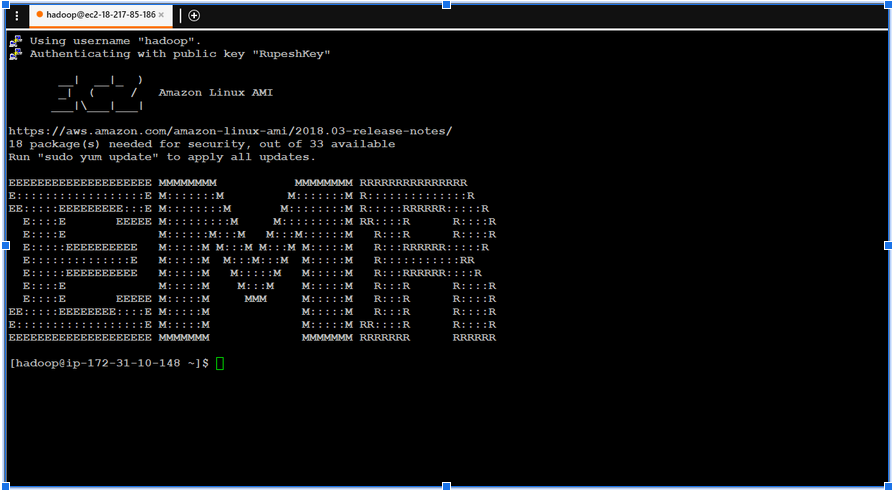 hadoop@ec2-18-217-85-186
Using username "hadoop".
Authenticating with public key "RupeshKey"
       __|  __|_  )
       _|  (     /   Amazon Linux AMI
      ___|\___|___|
https://aws.amazon.com/amazon-linux-ami/2018.03-release-notes/
18 package(s) needed for security, out of 33 available
Run "sudo yum update" to apply all updates.
EEEEEEEEEEEEEEEEEEEE MMMMMMMM           MMMMMMMM RRRRRRRRRRRRRRR
E::::::::::::::::::E M:::::::M         M:::::::M R::::::::::::::R
EE:::::EEEEEEEEE:::E M::::::::M       M::::::::M R:::::RRRRRR:::::R
  E::::E       EEEEE M:::::::::M     M:::::::::M RR::::R      R::::R
  E::::E             M::::::M:::M   M:::M::::::M   R:::R      R::::R
  E:::::EEEEEEEEEE   M:::::M M:::M M:::M M:::::M   R:::RRRRRR:::::R
  E::::::::::::::E   M:::::M  M:::M:::M  M:::::M   R:::::::::::RR
  E:::::EEEEEEEEEE   M:::::M   M:::::M   M:::::M   R:::RRRRRR::::R
  E::::E             M:::::M    M:::M    M:::::M   R:::R      R::::R
  E::::E       EEEEE M:::::M     MMM     M:::::M   R:::R      R::::R
EE:::::EEEEEEEE::::E M:::::M             M:::::M   R:::R      R::::R
E::::::::::::::::::E M:::::M             M:::::M RR::::R      R::::R
EEEEEEEEEEEEEEEEEEEE MMMMMMM             MMMMMMM RRRRRRR      RRRRRR
[hadoop@ip-172-31-10-148 ~]$